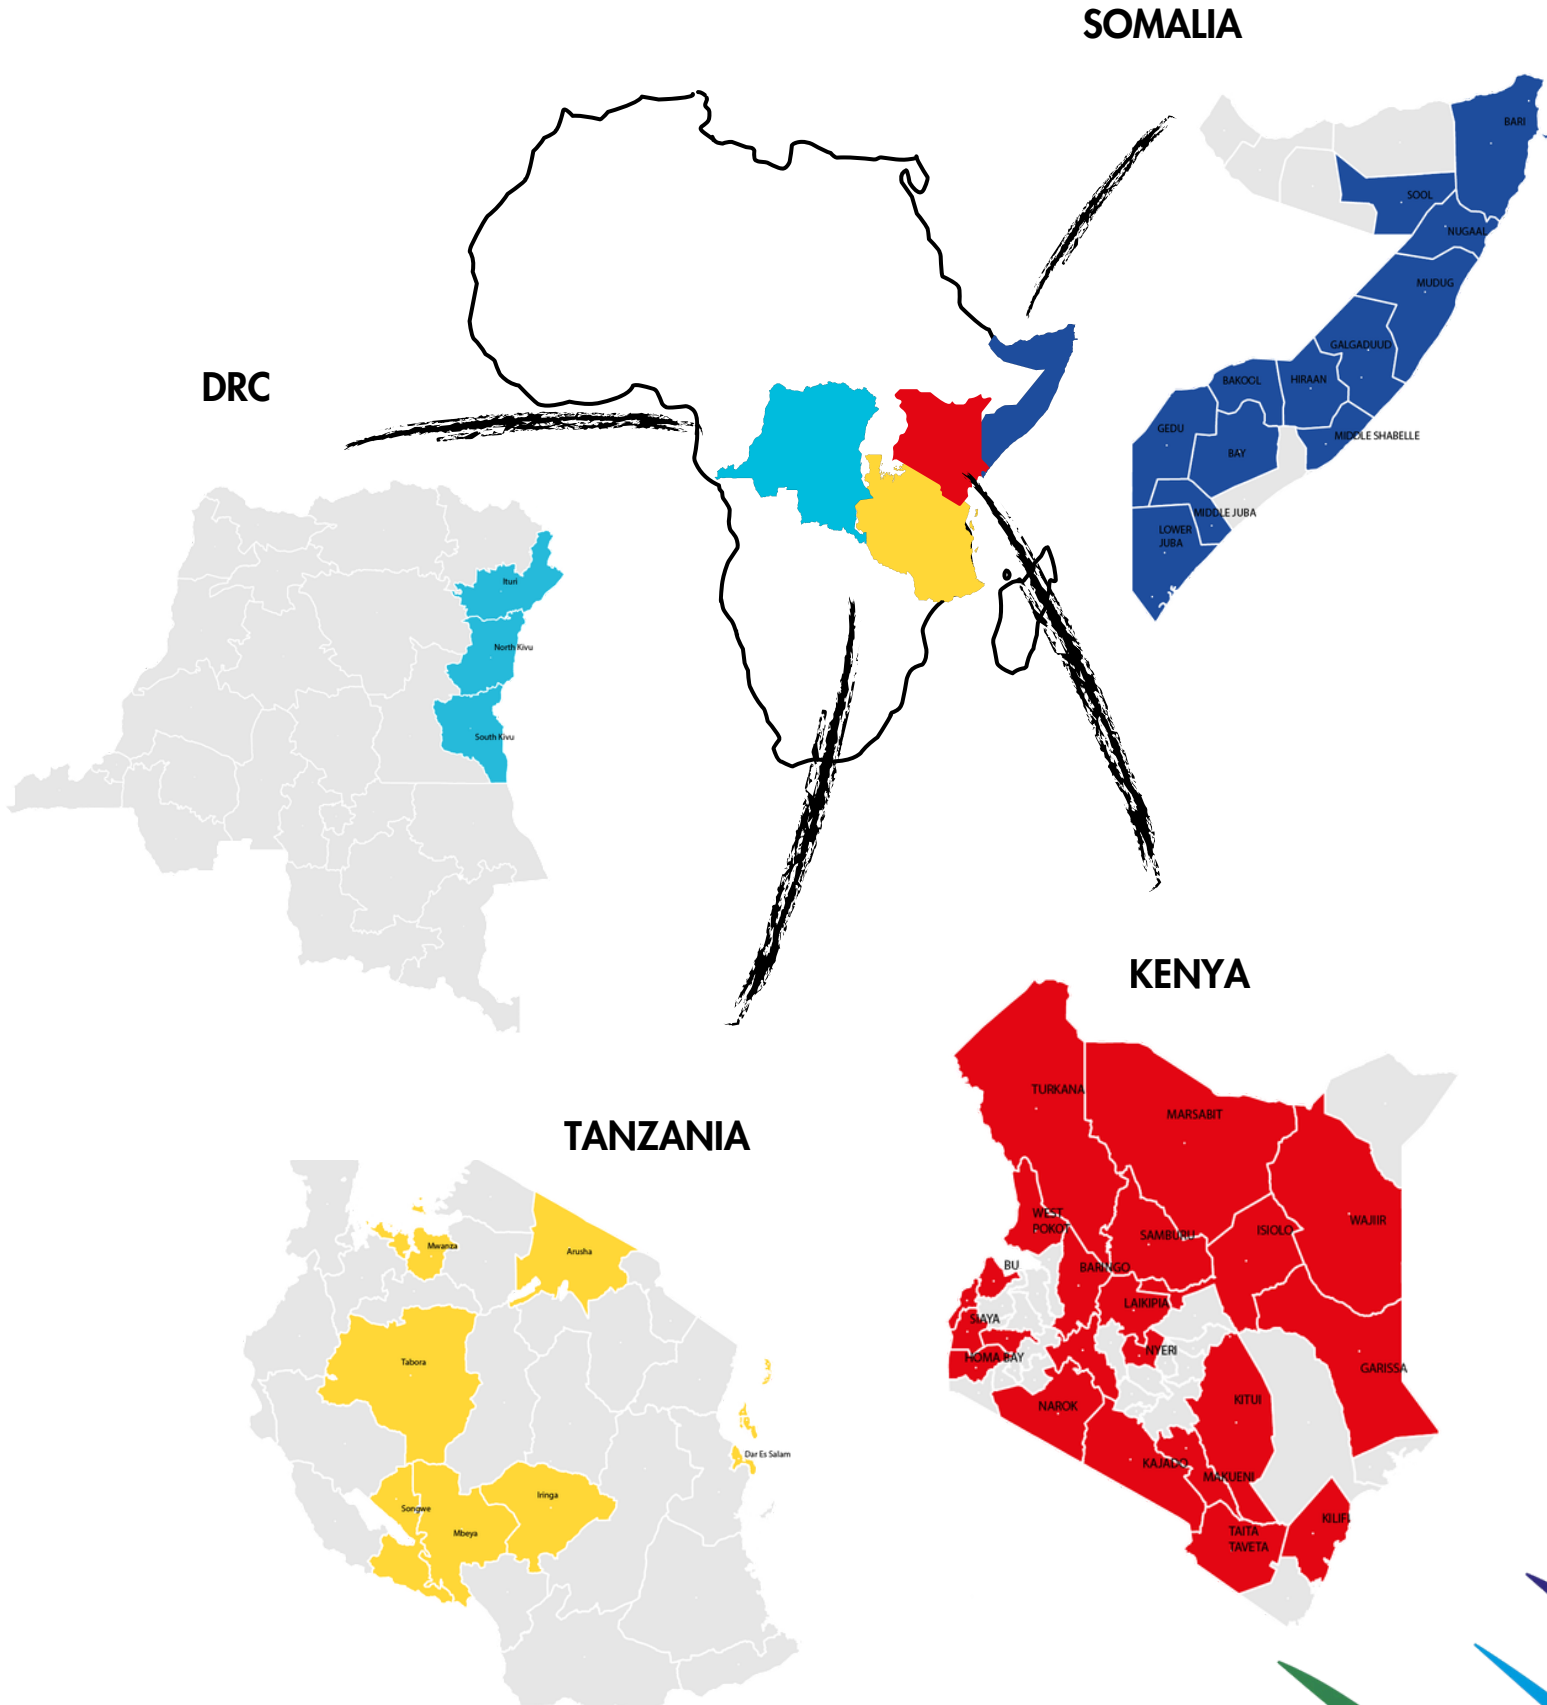 SOMALIA
BARI
SOOL
NUGAAL
MUDUG
GALGADUUD
BAKOOL
HIRAAN
GEDU
MIDDLE SHABELLE
BAY
MIDDLE JUBA
LOWER
JUBA
DRC
Ituri
North Kivu
South Kivu
TANZANIA
Mwanza
Arusha
Tabora
Dar Es Salam
Songwe
Iringa
Mbeya
KENYA
TURKANA
MARSABIT
WEST
POKOT
SAMBURU
ISIOLO
WAJIIR
BU
BARINGO
LAIKIPIA
SIAYA
NYERI
HOMA BAY
GARISSA
NAROK
KITUI
KAJADO
MAKUENI
TAITA
TAVETA
KILIFI